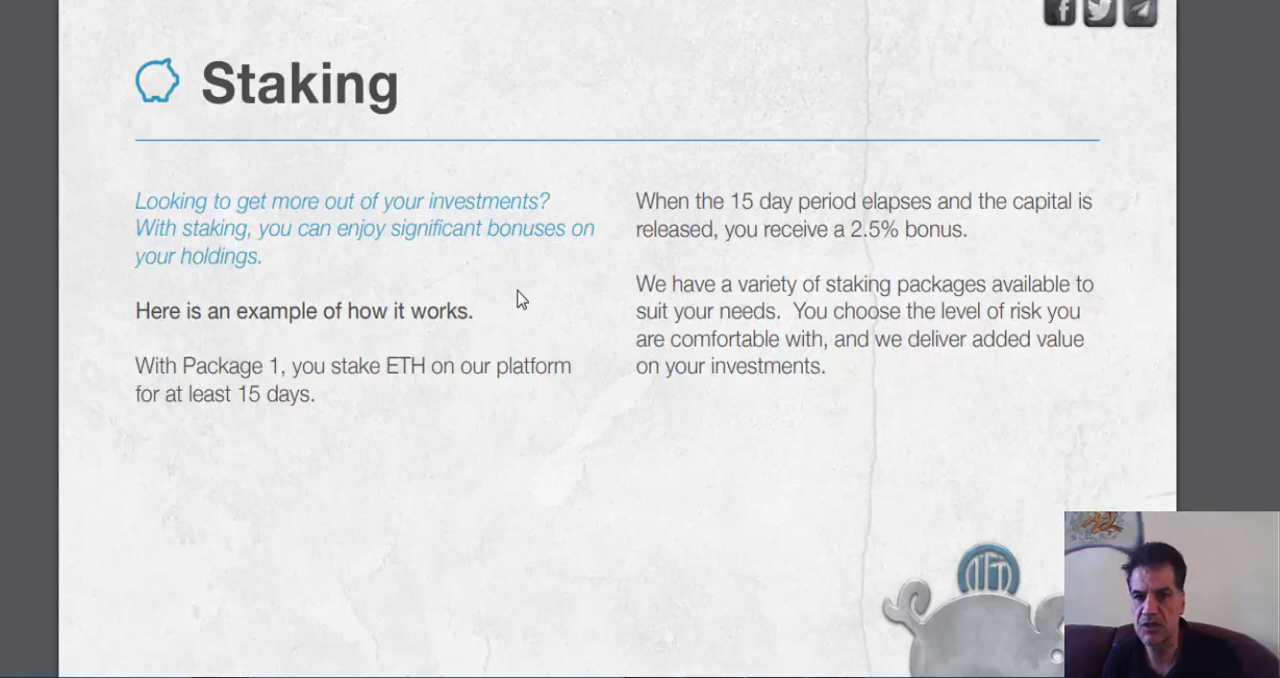 Staking
Looking to get more out of your investments?
With staking, you can enjoy significant bonuses on
your holdings.
Here is an example of how it works.
With Package 1, you stake ETH on our platform
for at least 15 days.
When the 15 day period elapses and the capital is
released, you receive a 2.5% bonus.
We have a variety of staking packages available to
suit your needs.  You choose the level of risk you
are comfortable with, and we deliver added value
on your investments.